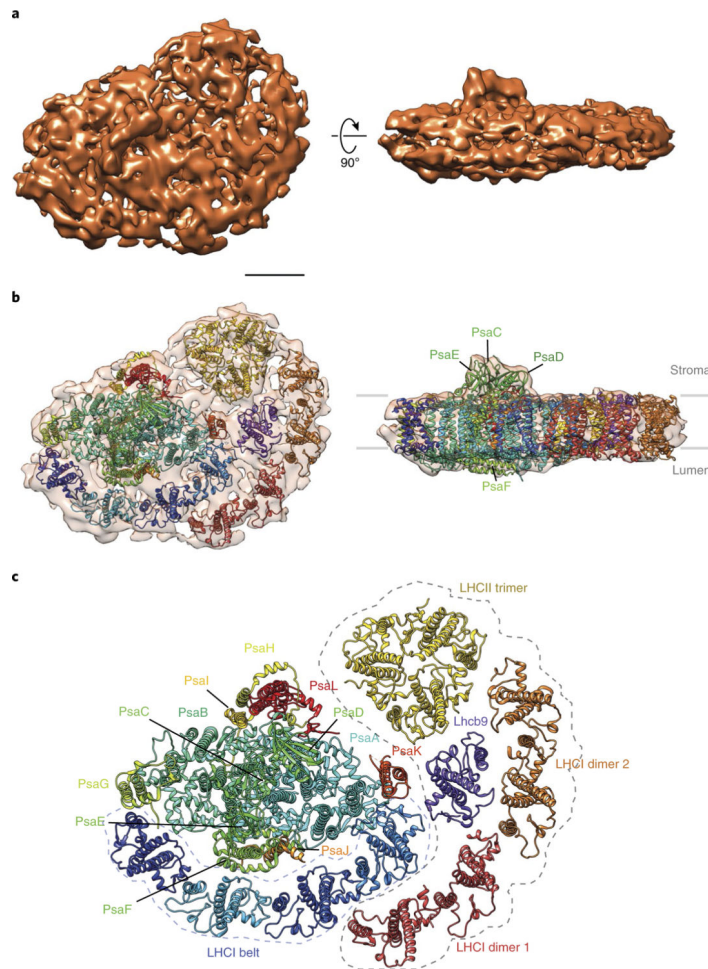 a
90°
b
PsaC
PsaE
PsaD
Stroma
PsaF
Lumen
c
LHCII trimer
PsaH
PsaI
PsaL
PsaC
PsaB
PsaD
Lhcb9
PsaA
PsaK
LHCI dimer 2
PsaG
PsaE
PsaJ
PsaF
LHCI belt
LHCI dimer 1